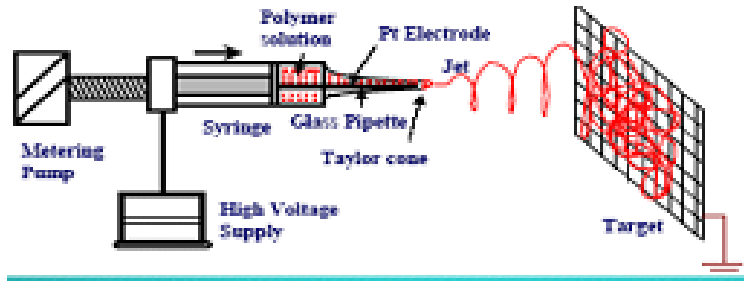 Polymer
solution
Pt Electrode
Jet
Syringe
Glass Pipette
Taylor cone
Metering
Pump
High Voltage
Supply
Target